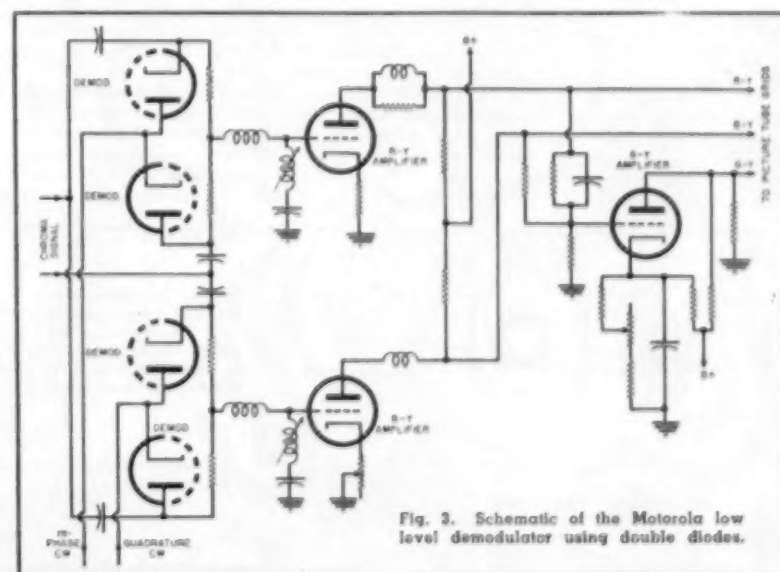 DEMOD.
B+
R-Y
TO PICTURE TUBE GRIDS
AMPLIFIER
AMPLIFIER
G-Y
DEMOD.
CHROMA
SIGNAL
DEMOD.
B+
DEMOD.
AMPLIFIER
IN-
PHASE
CW
QUADRATURE
CW
Fig. 3. Schematic of the Motorola low
level demodulator using double diodes.